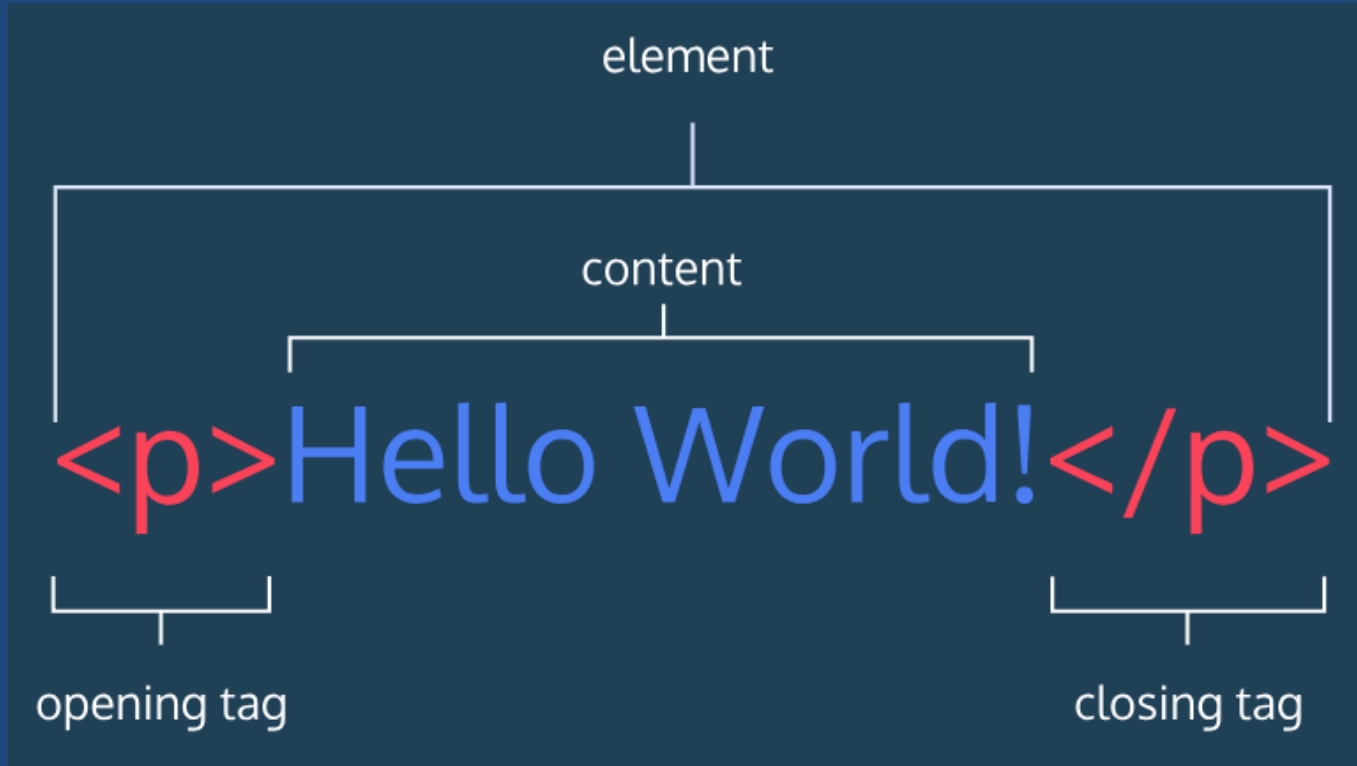 element
content
<p>Hello World!</p>
opening tag
closing tag